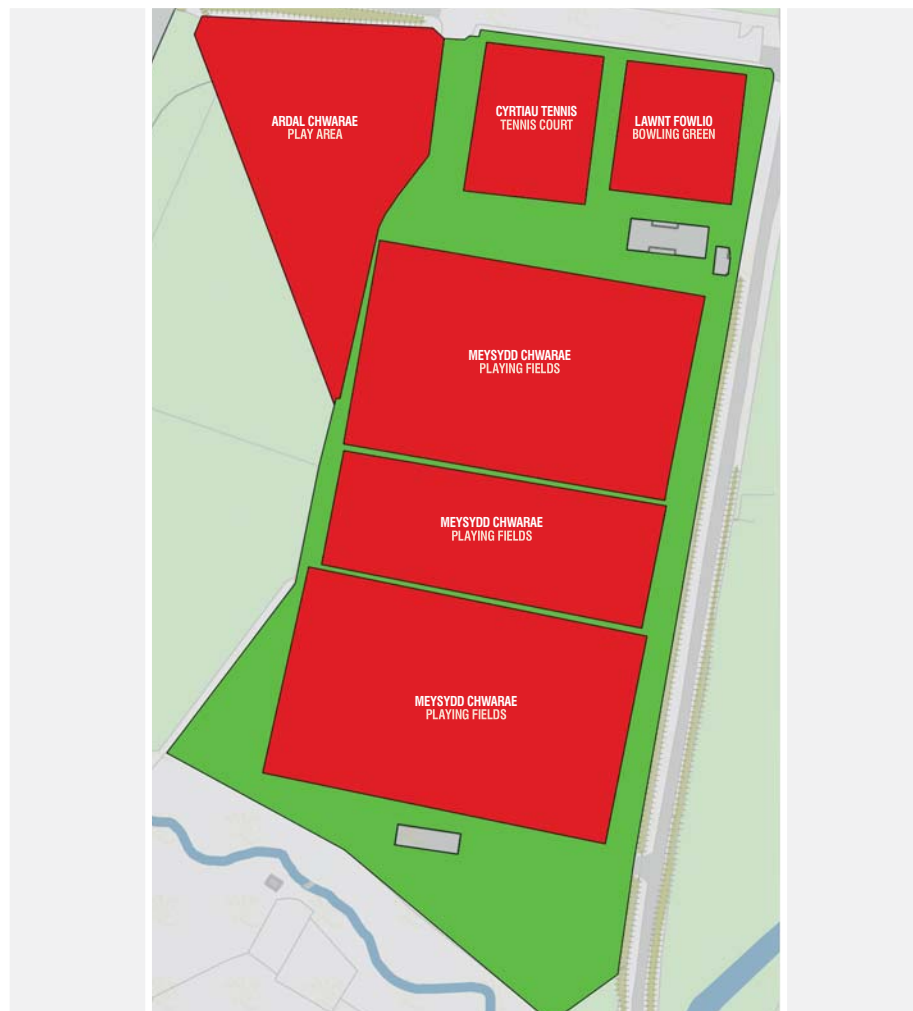 ARDAL CHWARAE
PLAY AREA
CYRTIAU TENNIS
TENNIS COURT
LAWNT FOWLIO
BOWLING GREEN
MEYSYDD CHWARAE
PLAYING FIELDS
MEYSYDD CHWARAE
PLAYING FIELDS
MEYSYDD CHWARAE
PLAYING FIELDS